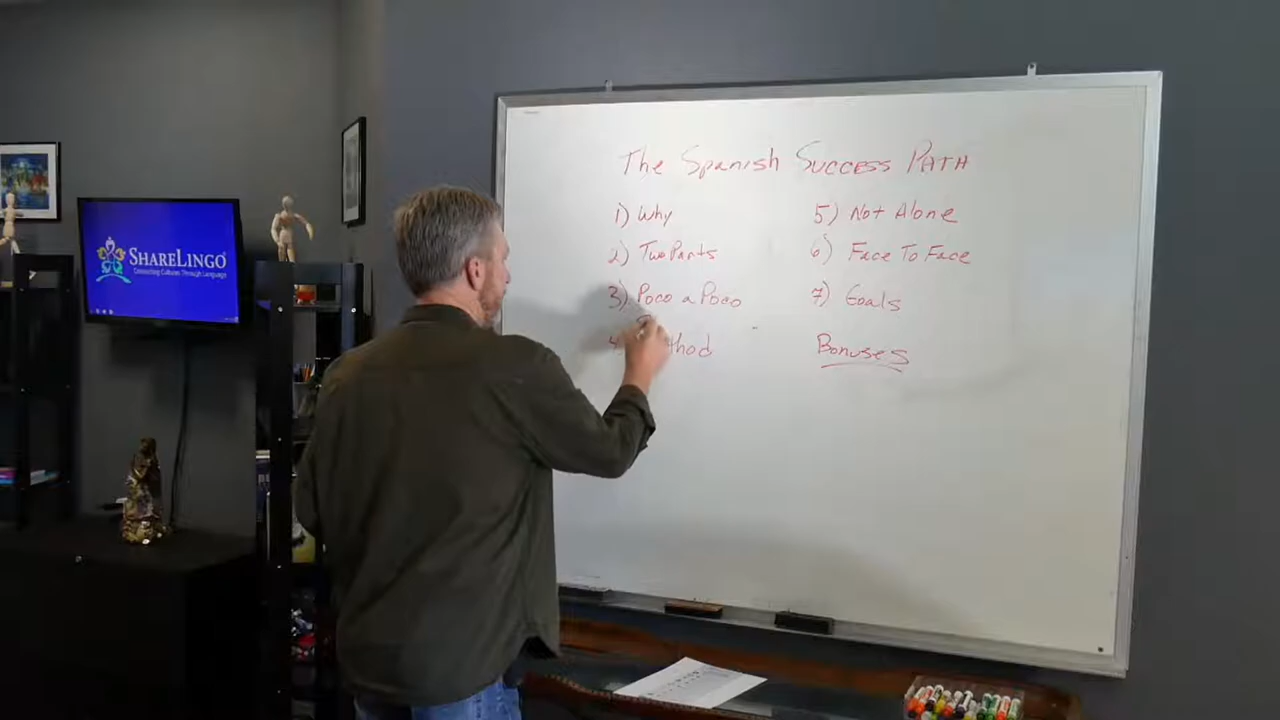 SHARELINGO
Connecting Cultures Through Language
The Spanish Success Path
1) Why
2) Two Parts
3) Poco a Poco
5) Not Alone
6) Face To Face
7) Goals
Bonuses